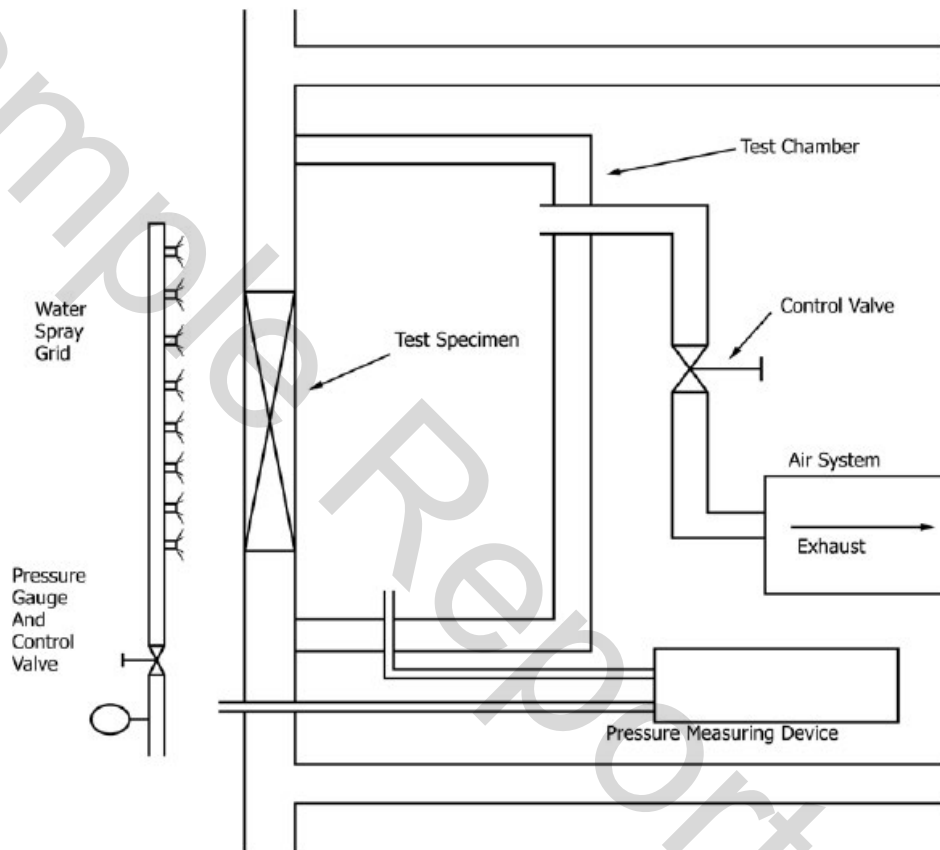 Test Chamber
Control Valve
Water
Spray
Grid
Test Specimen
Air System
Exhaust
Pressure
Gauge
And
Control
Valve
Pressure Measuring Device
ample Report